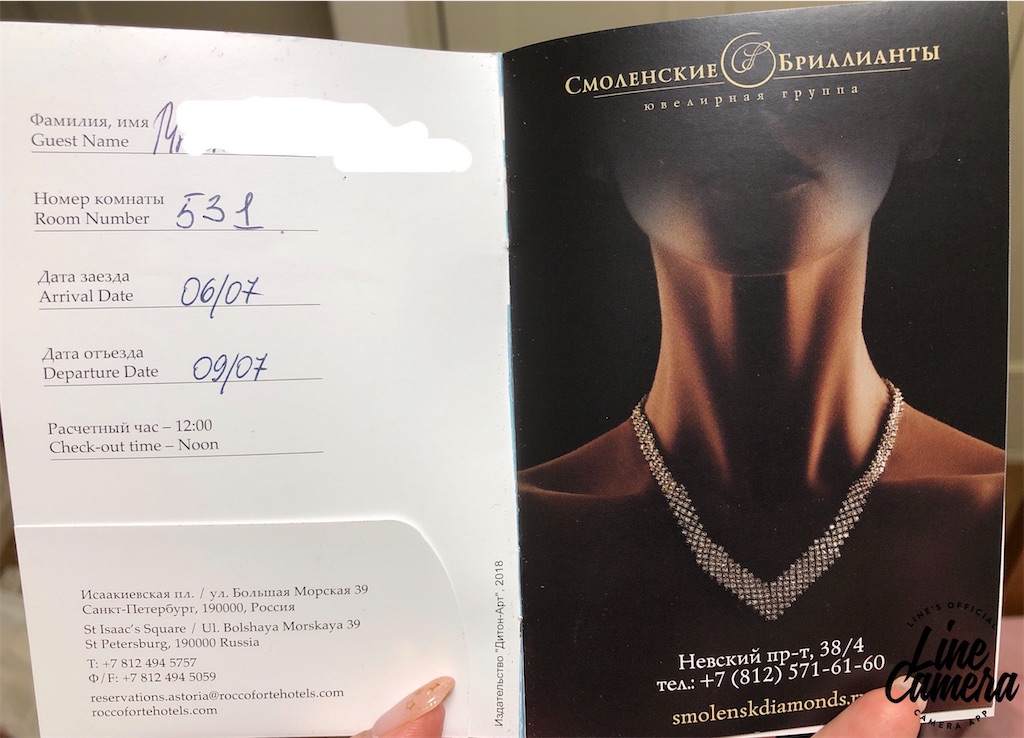 Фамилия, имя
Guest Name
Номер комнаты
Room Number 531
Дата заезда
Arrival Date 06/07
Дата отъезда
Departure Date 09/07
Расчетный час – 12:00
Check-out time – Noon
Исаакиевская пл. / ул. Большая Морская 39
Санкт-Петербург, 190000, Россия
St Isaac's Square / Ul. Bolshaya Morskaya 39
St Petersburg, 190000 Russia
Т: +7 812 494 5757
Ф/F: +7 812 494 5059
reservations.astoria@roccofortehotels.com
roccofortehotels.com
Издательство "Дитон-Арт", 2018
Смоленские Бриллианты
ювелирная группа
Невский пр-т, 38/4
тел.: +7 (812) 571-61-60
smolenskdiamonds.r
LINE'S OFFICIAL
Line
Camera
CAMERA APP